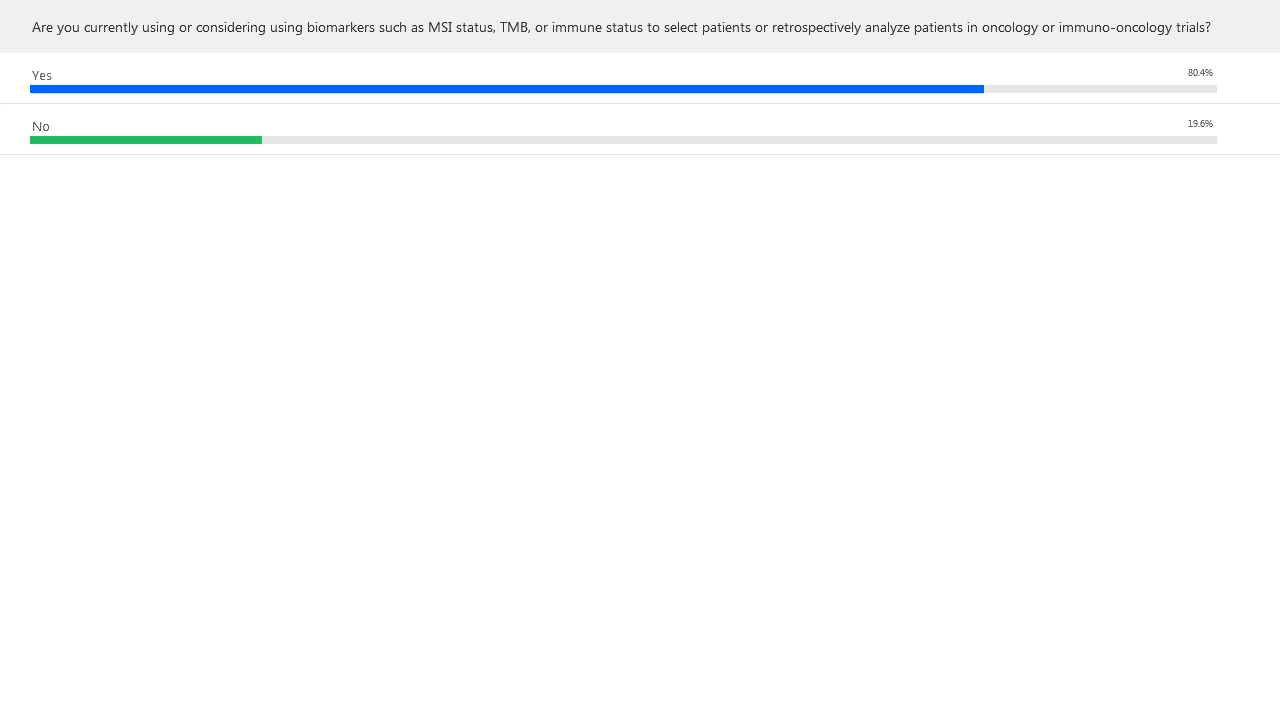 Are you currently using or considering using biomarkers such as MSI status, TMB, or immune status to select patients or retrospectively analyze patients in oncology or immuno-oncology trials?
Yes
80.4%
No
19.6%